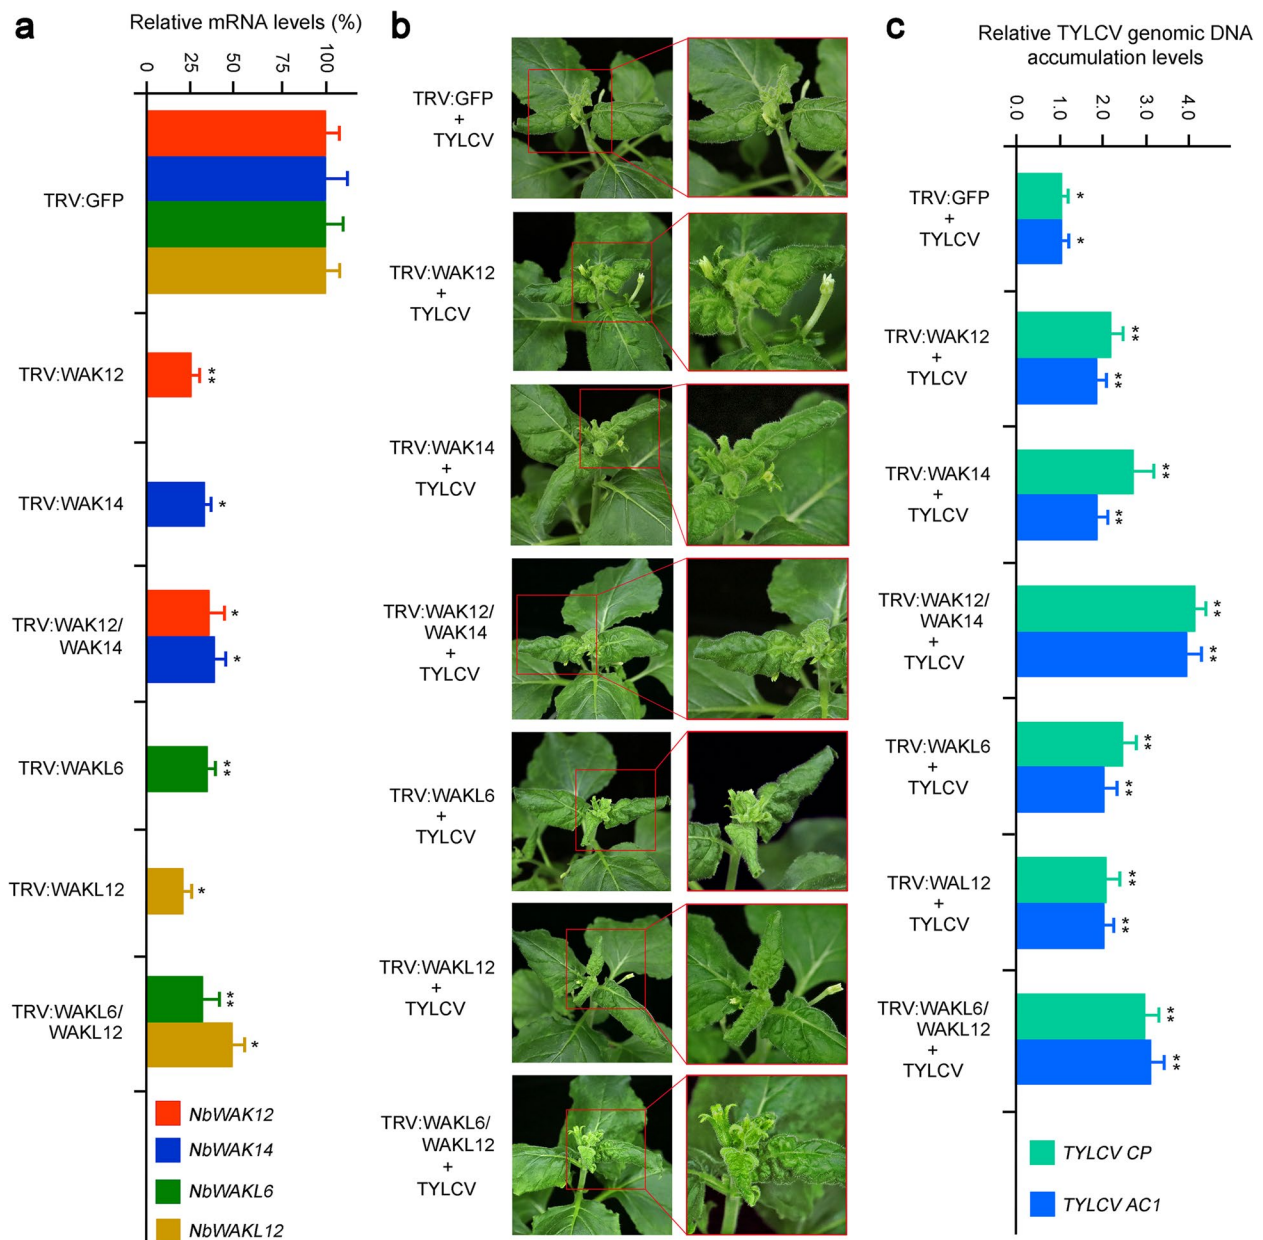 a
Relative mRNA levels (%)
0 25 50 75 100
TRV:GFP
TRV:WAK12
**
TRV:WAK14
*
TRV:WAK12/
WAK14
*
*
TRV:WAKL6
**
TRV:WAKL12
*
TRV:WAKL6/
WAKL12
**
*
NbWAK12
NbWAK14
NbWAKL6
NbWAKL12
b
TRV:GFP
+
TYLCV
TRV:WAK12
+
TYLCV
TRV:WAK14
+
TYLCV
TRV:WAK12/
WAK14
+
TYLCV
TRV:WAKL6
+
TYLCV
TRV:WAKL12
+
TYLCV
TRV:WAKL6/
WAKL12
+
TYLCV
c
Relative TYLCV genomic DNA
accumulation levels
0.0 1.0 2.0 3.0 4.0
TRV:GFP
+
TYLCV
*
*
TRV:WAK12
+
TYLCV
**
**
TRV:WAK14
+
TYLCV
**
**
TRV:WAK12/
WAK14
+
TYLCV
**
**
TRV:WAKL6
+
TYLCV
**
**
TRV:WAL12
+
TYLCV
**
**
TRV:WAKL6/
WAKL12
+
TYLCV
**
**
TYLCV CP
TYLCV AC1